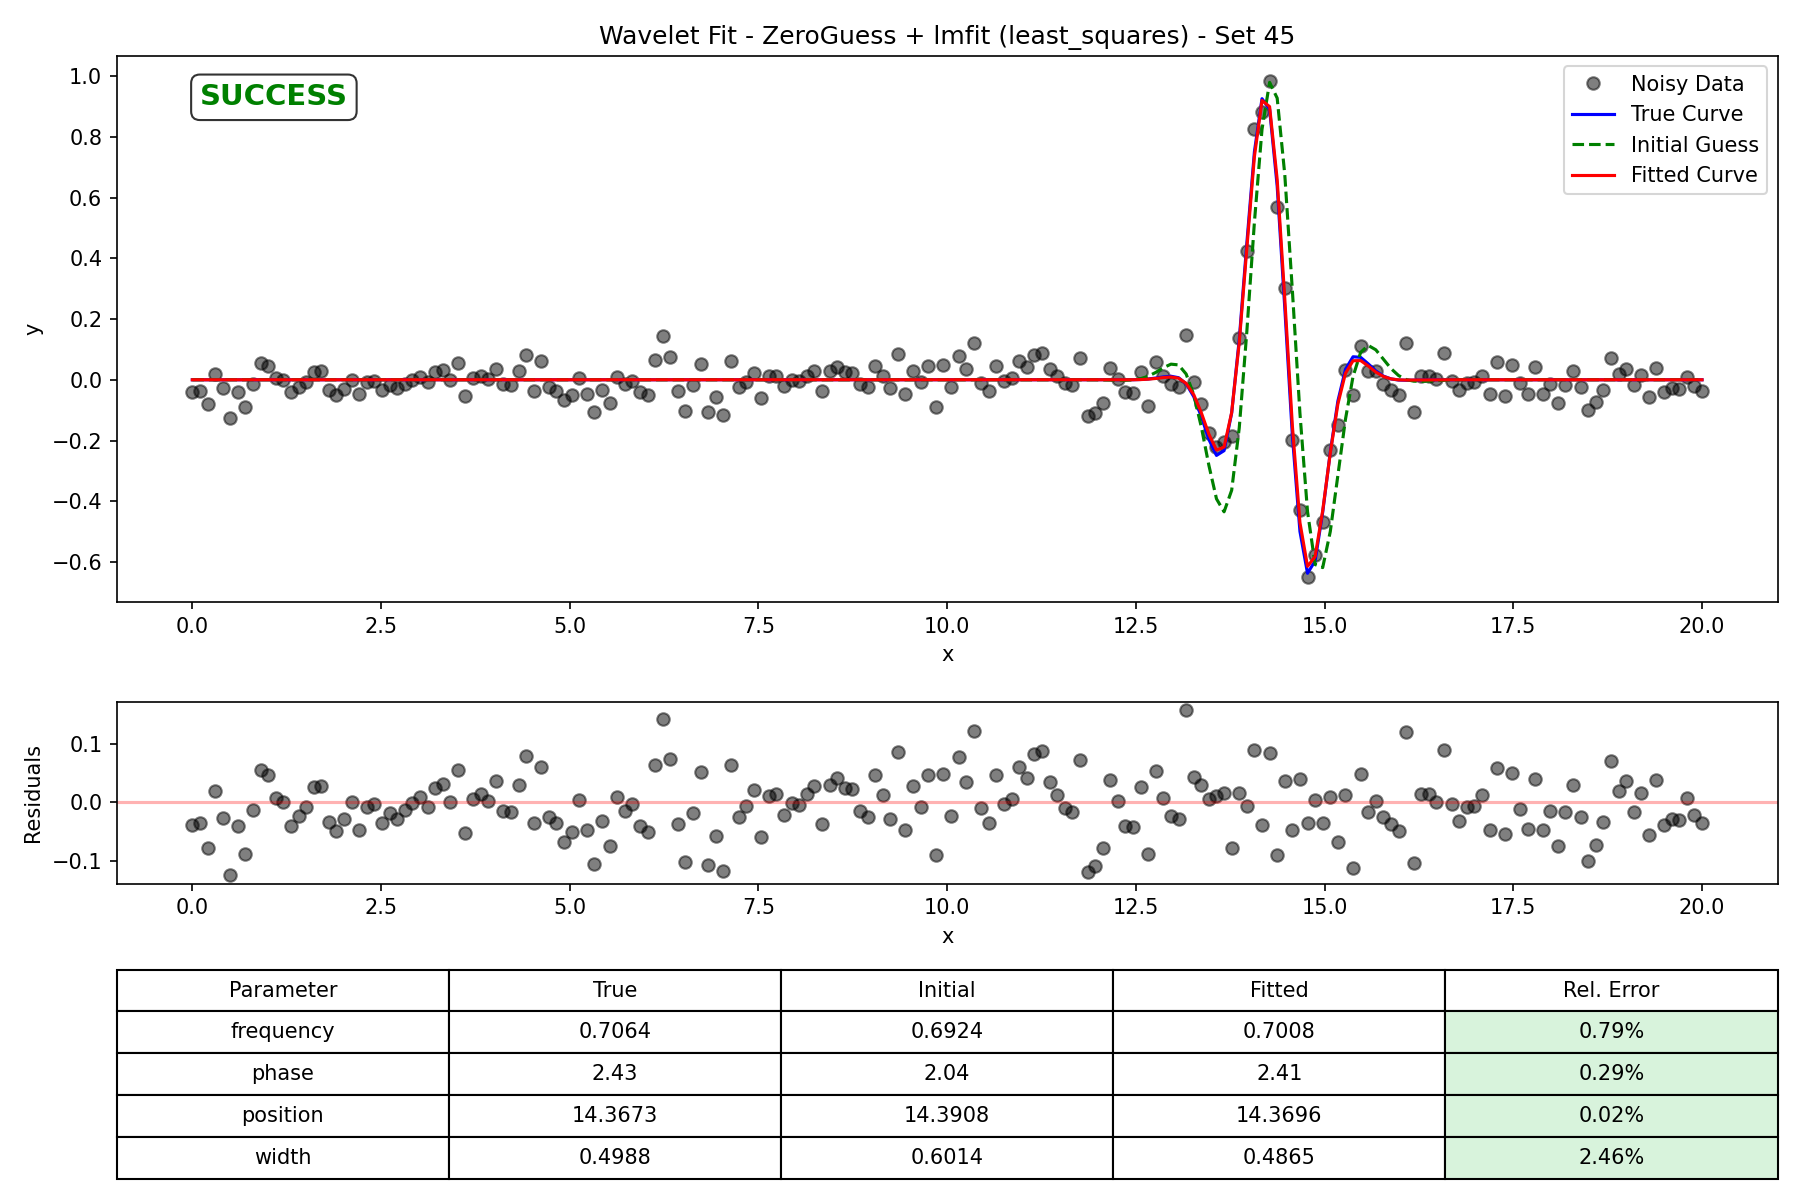 Wavelet Fit - ZeroGuess + lmfit (least_squares) - Set 45
SUCCESS
Noisy Data
True Curve
Initial Guess
Fitted Curve
1.0
0.8
0.6
0.4
0.2
0.0
−0.2
−0.4
−0.6
y
0.0 2.5 5.0 7.5 10.0 12.5 15.0 17.5 20.0
x
0.1
0.0
−0.1
Residuals
0.0 2.5 5.0 7.5 10.0 12.5 15.0 17.5 20.0
x
Parameter True Initial Fitted Rel. Error
frequency 0.7064 0.6924 0.7008 0.79%
phase 2.43 2.04 2.41 0.29%
position 14.3673 14.3908 14.3696 0.02%
width 0.4988 0.6014 0.4865 2.46%